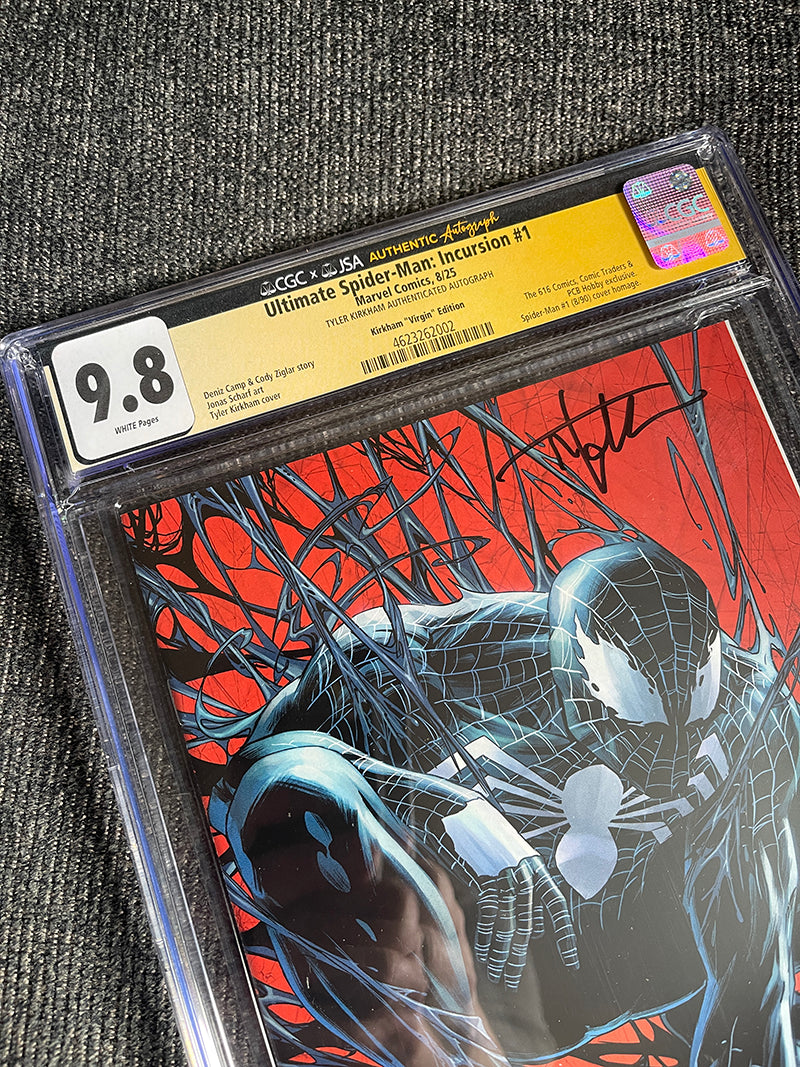 CGC x JSA AUTHENTIC Autograph
Ultimate Spider-Man: Incursion #1
Marvel Comics, 8/25
TYLER KIRKHAM AUTHENTICATED AUTOGRAPH
Kirkham "Virgin" Edition
4623262002
9.8
WHITE Pages
Deniz Camp & Cody Ziglar story
Jonas Scharf art
Tyler Kirkham cover
The 616 Comics, Comic Traders &
PCB Hobby exclusive.
Spider-Man #1 (8/90) cover homage.
CGC